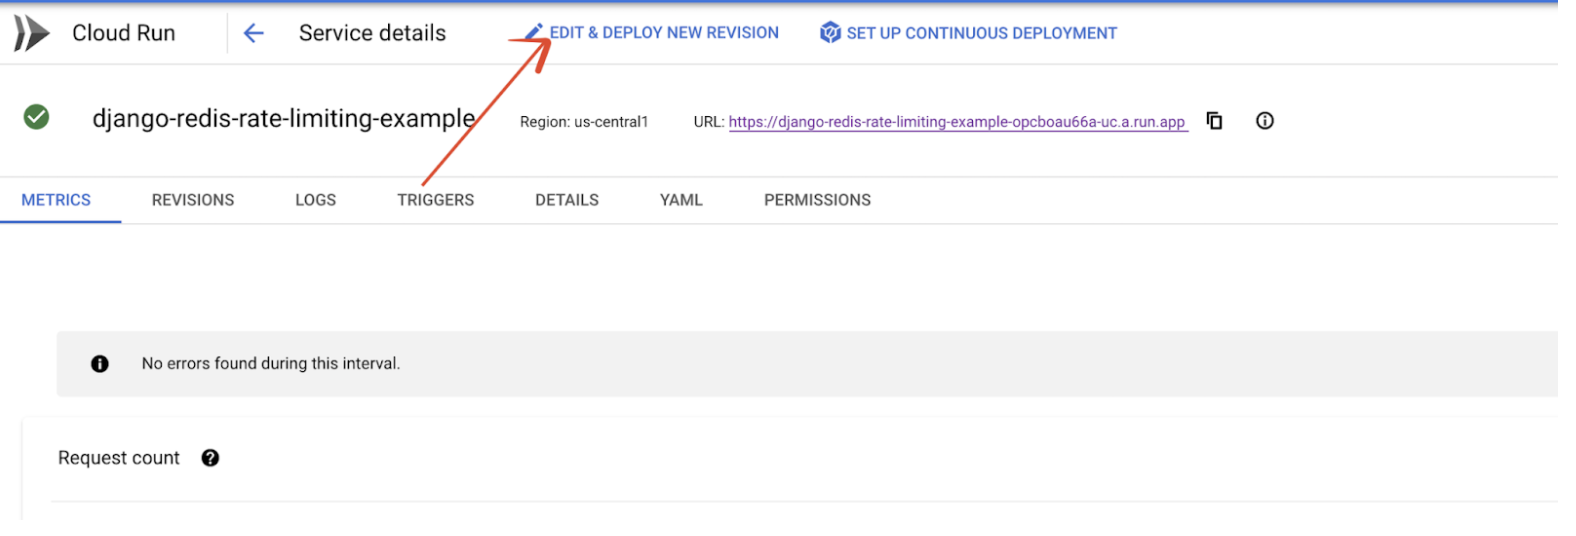 Cloud Run Service details EDIT & DEPLOY NEW REVISION SET UP CONTINUOUS DEPLOYMENT
django-redis-rate-limiting-example Region: us-central1 URL: https://django-redis-rate-limiting-example-opcboau66a-uc.a.run.app
METRICS REVISIONS LOGS TRIGGERS DETAILS YAML PERMISSIONS
No errors found during this interval.
Request count